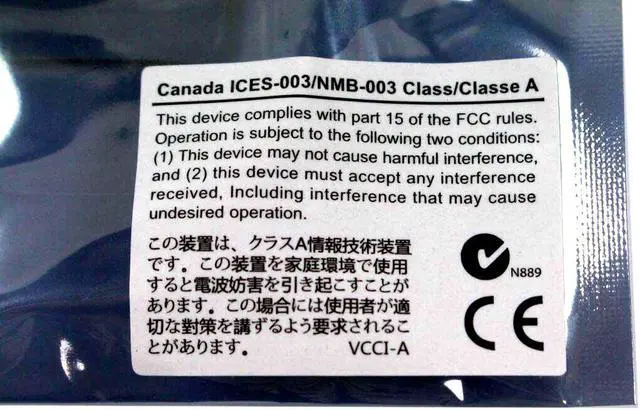 Canada ICES-003/NMB-003 Class/Classe A
This device complies with part 15 of the FCC rules.
Operation is subject to the following two conditions:
(1) This device may not cause harmful interference,
and (2) this device must accept any interference
received, Including interference that may cause
undesired operation.
この装置は、クラスA情報技術装置
です。この装置を家庭環境で使用
すると電波妨害を引き起こすことが
あります。この場合には使用者が適
切な對策を講ずるよう要求されるこ
とがあります。 VCCI-A
N889
CE